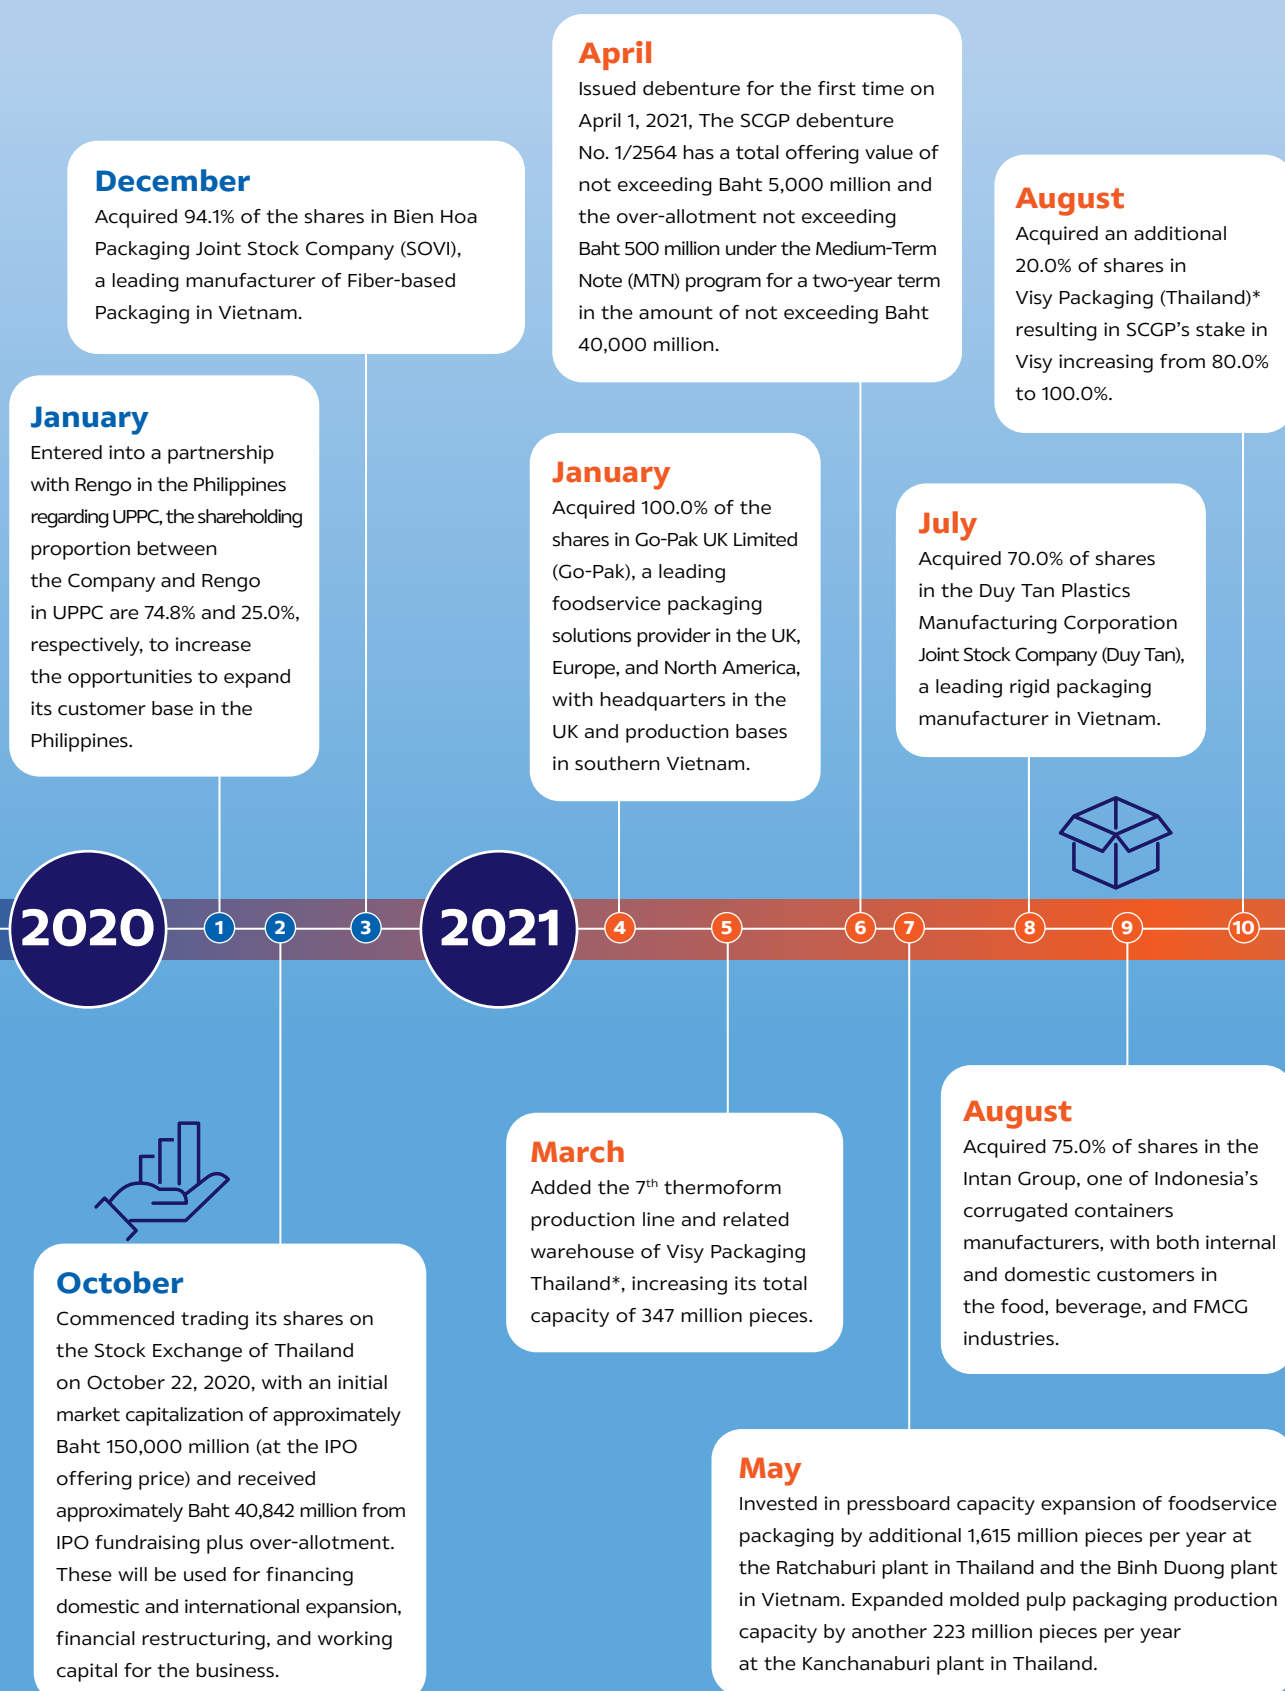 April
Issued debenture for the first time on
April 1, 2021, The SCGP debenture
No. 1/2564 has a total offering value of
not exceeding Baht 5,000 million and
the over-allotment not exceeding
Baht 500 million under the Medium-Term
Note (MTN) program for a two-year term
in the amount of not exceeding Baht
40,000 million.
December
Acquired 94.1% of the shares in Bien Hoa
Packaging Joint Stock Company (SOVI),
a leading manufacturer of Fiber-based
Packaging in Vietnam.
August
Acquired an additional
20.0% of shares in
Visy Packaging (Thailand)*
resulting in SCGP's stake in
Visy increasing from 80.0%
to 100.0%.
January
Entered into a partnership
with Rengo in the Philippines
regarding UPPC, the shareholding
proportion between
the Company and Rengo
in UPPC are 74.8% and 25.0%,
respectively, to increase
the opportunities to expand
its customer base in the
Philippines.
January
Acquired 100.0% of the
shares in Go-Pak UK Limited
(Go-Pak), a leading
foodservice packaging
solutions provider in the UK,
Europe, and North America,
with headquarters in the
UK and production bases
in southern Vietnam.
July
Acquired 70.0% of shares
in the Duy Tan Plastics
Manufacturing Corporation
Joint Stock Company (Duy Tan),
a leading rigid packaging
manufacturer in Vietnam.
2020 1 2 3 2021 4 5 6 7 8 9 10
October
Commenced trading its shares on
the Stock Exchange of Thailand
on October 22, 2020, with an initial
market capitalization of approximately
Baht 150,000 million (at the IPO
offering price) and received
approximately Baht 40,842 million from
IPO fundraising plus over-allotment.
These will be used for financing
domestic and international expansion,
financial restructuring, and working
capital for the business.
March
Added the 7th thermoform
production line and related
warehouse of Visy Packaging
Thailand*, increasing its total
capacity of 347 million pieces.
August
Acquired 75.0% of shares in the
Intan Group, one of Indonesia's
corrugated containers
manufacturers, with both internal
and domestic customers in
the food, beverage, and FMCG
industries.
May
Invested in pressboard capacity expansion of foodservice
packaging by additional 1,615 million pieces per year at
the Ratchaburi plant in Thailand and the Binh Duong plant
in Vietnam. Expanded molded pulp packaging production
capacity by another 223 million pieces per year
at the Kanchanaburi plant in Thailand.